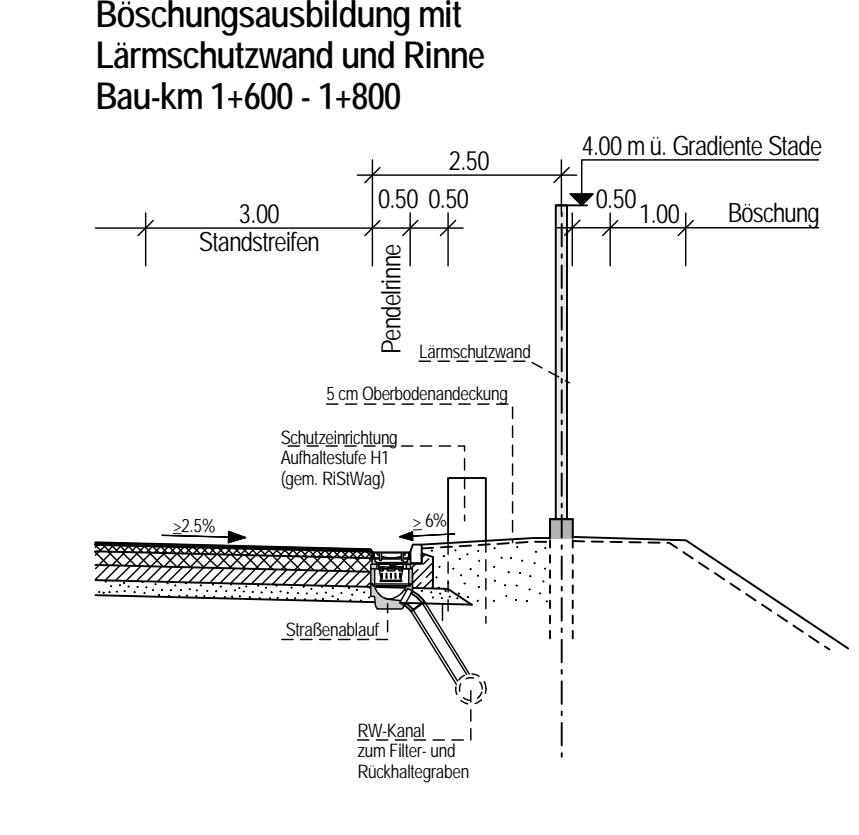 Böschungsausbildung mit
Lärmschutzwand und Rinne
Bau-km 1+600 - 1+800
4.00 m ü. Gradiente Stade
2.50
3.00
0.50 0.50
0.50
1.00
Böschung
Standstreifen
Pendelrinne
Lärmschutzwand
5 cm Oberbodenandeckung
Schutzeinrichtung
Aufhaltestufe H1
(gem. RiStWag)
≥2.5%
≥ 6%
Straßenablauf
RW-Kanal
zum Filter- und
Rückhaltegraben